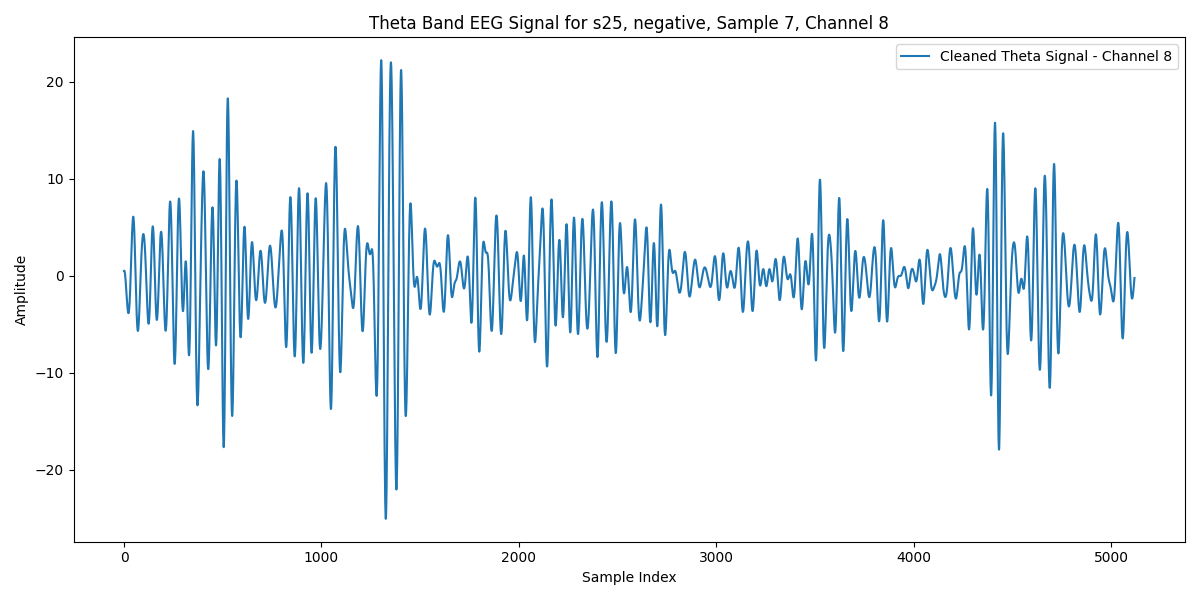 Theta Band EEG Signal for s25, negative, Sample 7, Channel 8
Cleaned Theta Signal - Channel 8
Amplitude
20
10
0
−10
−20
0 1000 2000 3000 4000 5000
Sample Index